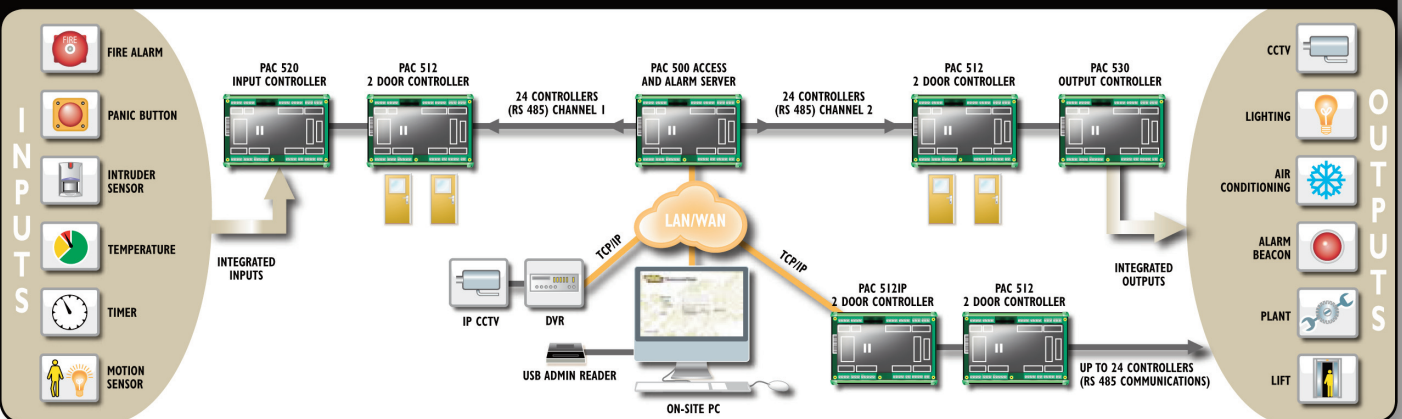 INPUTS
FIRE
FIRE ALARM
PANIC BUTTON
INTRUDER
SENSOR
TEMPERATURE
TIMER
MOTION
SENSOR
INTEGRATED
INPUTS
PAC 520
INPUT CONTROLLER
PAC 512
2 DOOR CONTROLLER
24 CONTROLLERS
(RS 485) CHANNEL 1
PAC 500 ACCESS
AND ALARM SERVER
24 CONTROLLERS
(RS 485) CHANNEL 2
PAC 512
2 DOOR CONTROLLER
PAC 530
OUTPUT CONTROLLER
LAN/WAN
TCP/IP
TCP/IP
IP CCTV
DVR
USB ADMIN READER
ON-SITE PC
PAC 512IP
2 DOOR CONTROLLER
PAC 512
2 DOOR CONTROLLER
UP TO 24 CONTROLLERS
(RS 485 COMMUNICATIONS)
INTEGRATED
OUTPUTS
CCTV
LIGHTING
AIR
CONDITIONING
ALARM
BEACON
PLANT
LIFT
OUTPUTS